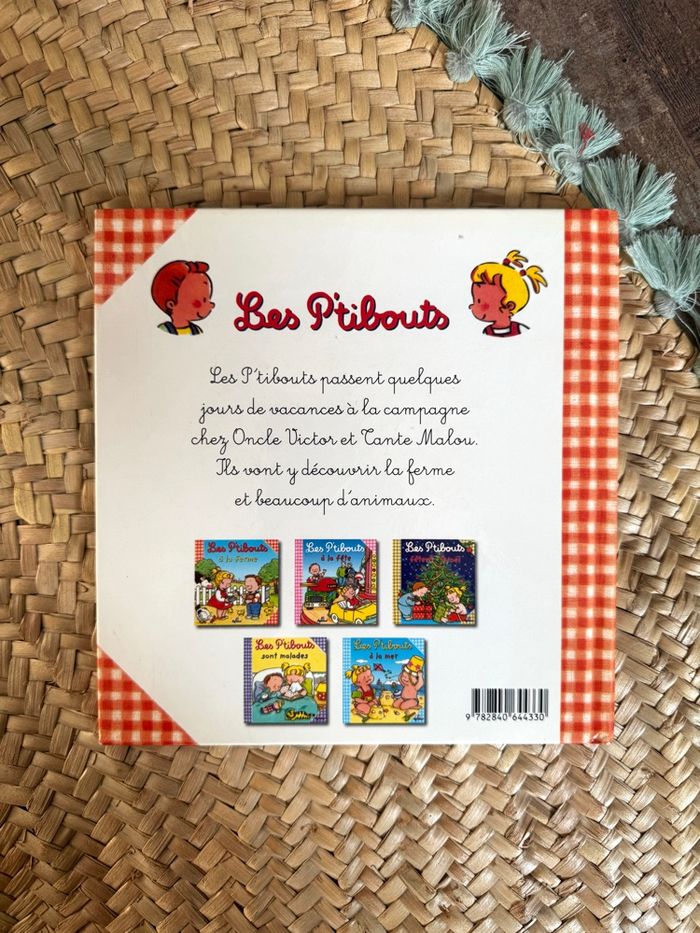 Les P'tibouts
Les P'tibouts passent quelques
jours de vacances à la campagne
chez Oncle Victor et Tante Malou.
Ils vont y découvrir la ferme
et beaucoup d'animaux.
Les P'tibouts
à la ferme
Les P'tibouts
à la fête
Les P'tibouts
Les P'tibouts
sont malades
Les P'tibouts
à la mer
9 782840 644330